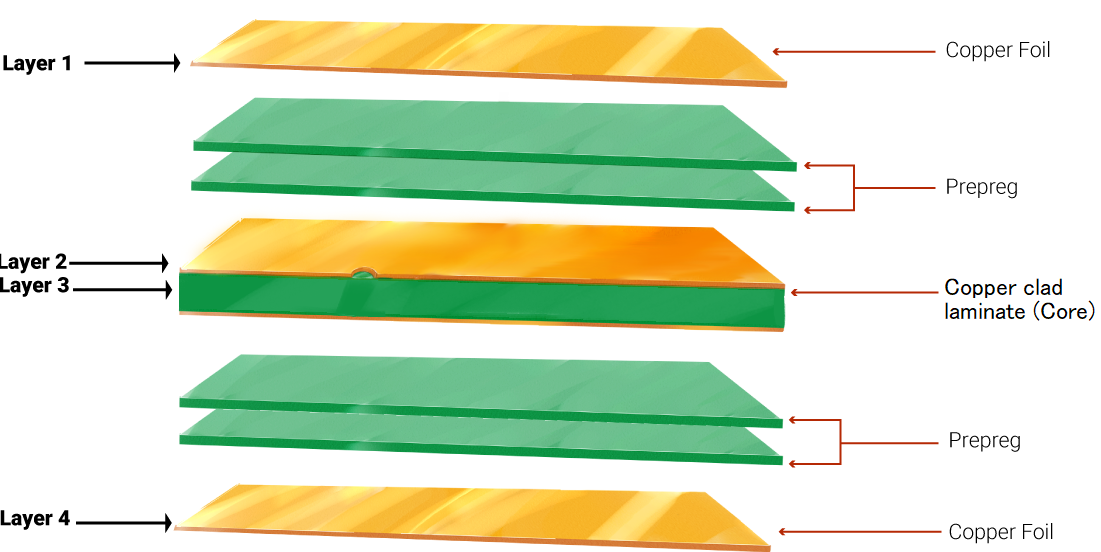 Layer 1
Copper Foil
Prepreg
Layer 2
Layer 3
Copper clad
laminate (Core)
Prepreg
Layer 4
Copper Foil